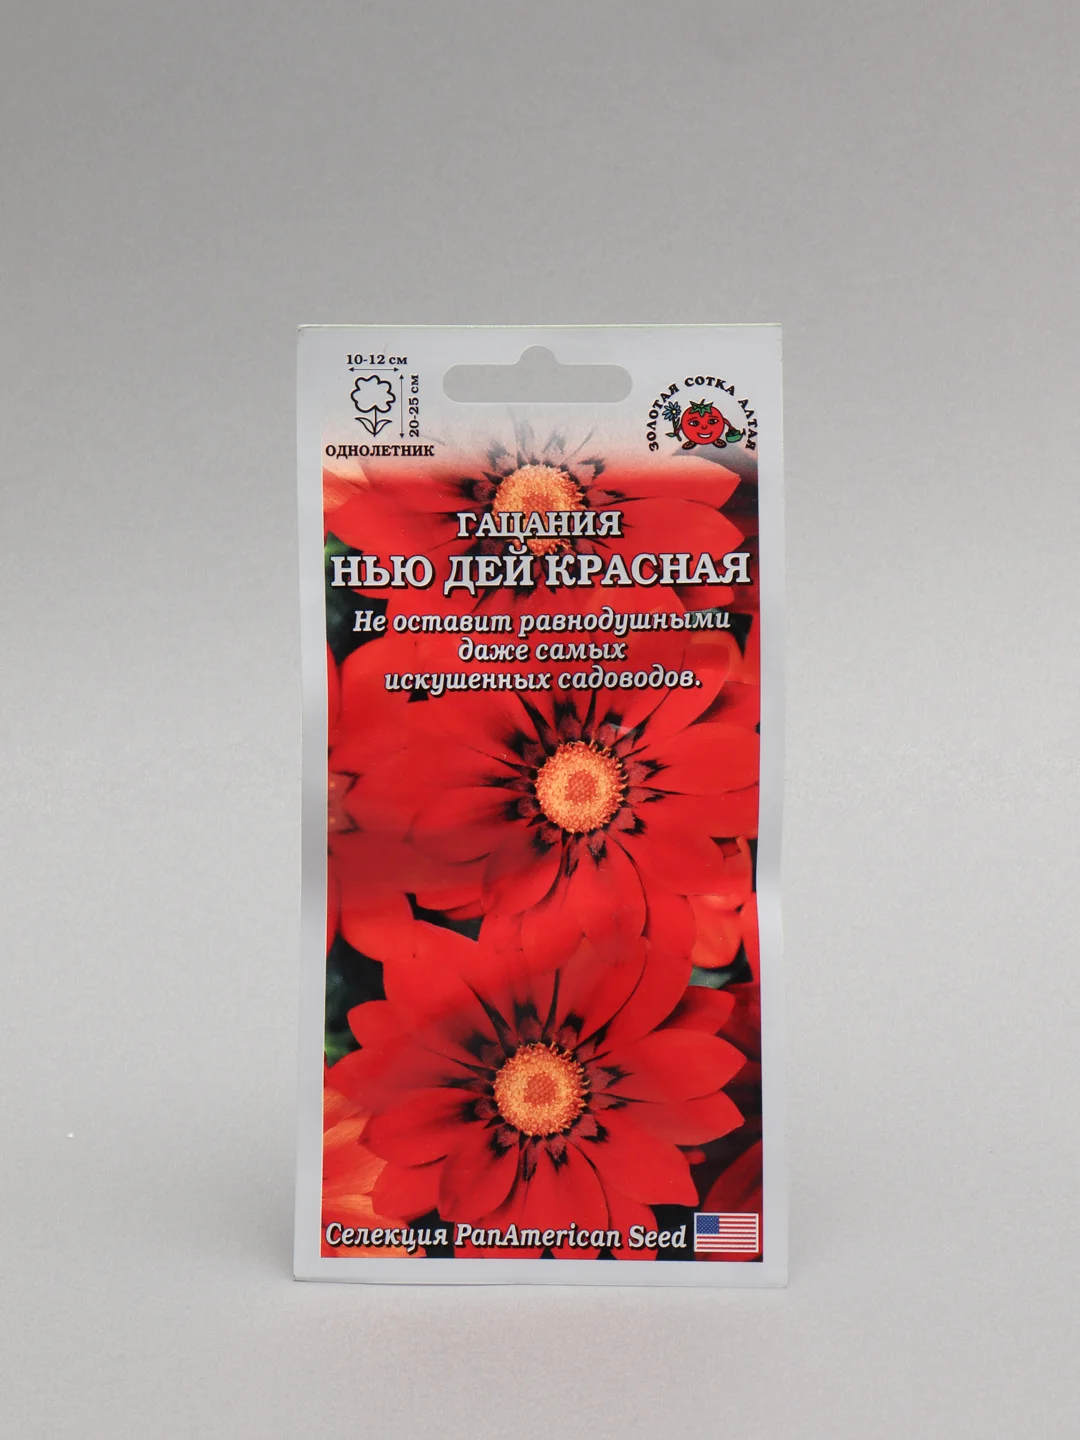 10-12 см
20-25 см
ОДНОЛЕТНИК
ЗОЛОТАЯ СОТКА АЛТАЯ
ГАЦАНИЯ
НЬЮ ДЕЙ КРАСНАЯ
Не оставит равнодушными
даже самых
искушенных садоводов.
Селекция PanAmerican Seed